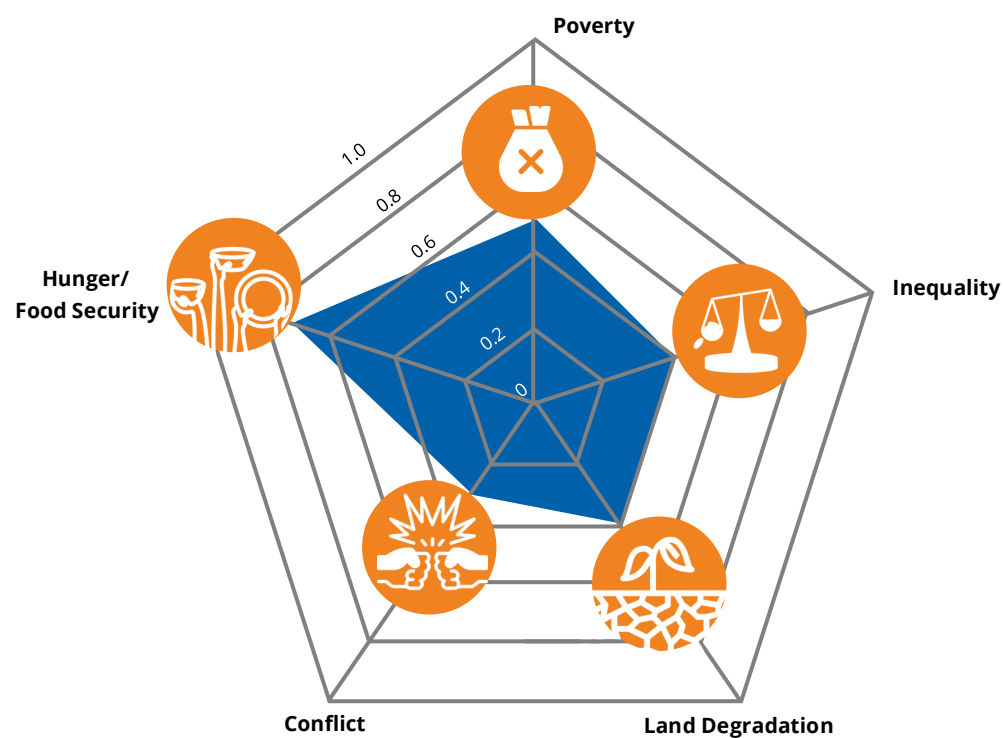 Poverty
1.0
0.8
0.6
0.4
0.2
0
Hunger/
Food Security
Inequality
Conflict
Land Degradation